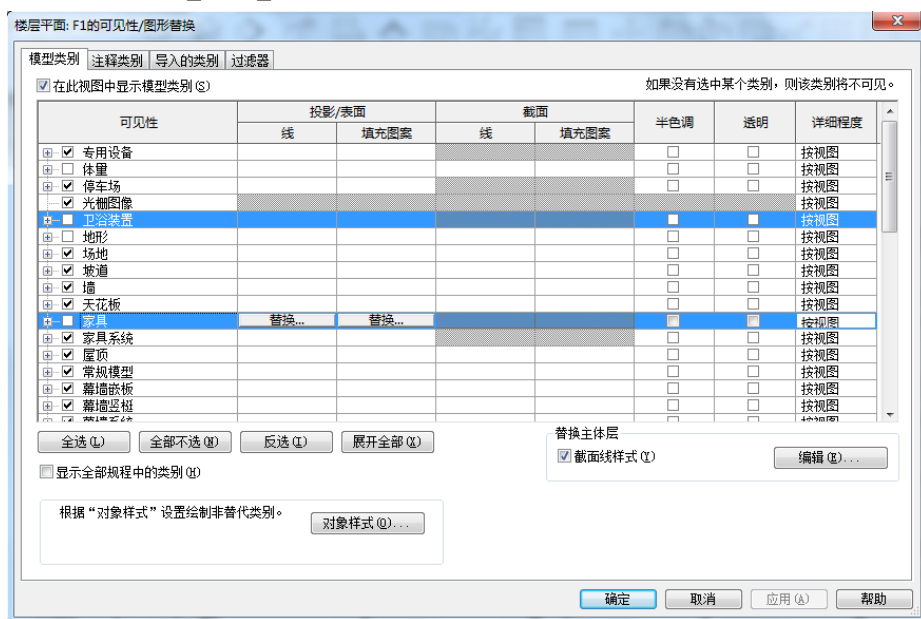 楼层平面: F1的可见性/图形替换
模型类别 注释类别 导入的类别 过滤器
在此视图中显示模型类别(S) 如果没有选中某个类别，则该类别将不可见。
可见性 投影/表面 截面 半色调 透明 详细程度
线 填充图案 线 填充图案
专用设备 按视图
体量 按视图
停车场 按视图
光栅图像 按视图
卫浴装置 按视图
地形 按视图
场地 按视图
坡道 按视图
墙 按视图
天花板 按视图
家具 替换... 替换... 按视图
家具系统 按视图
屋顶 按视图
常规模型 按视图
幕墙嵌板 按视图
幕墙竖梃 按视图
幕墙系统 按视图
全选(L) 全部不选(N) 反选(I) 展开全部(X)
替换主体层
截面线样式(Y) 编辑(E)...
显示全部规程中的类别(H)
根据“对象样式”设置绘制非替代类别。
对象样式(O)...
确定 取消 应用(A) 帮助